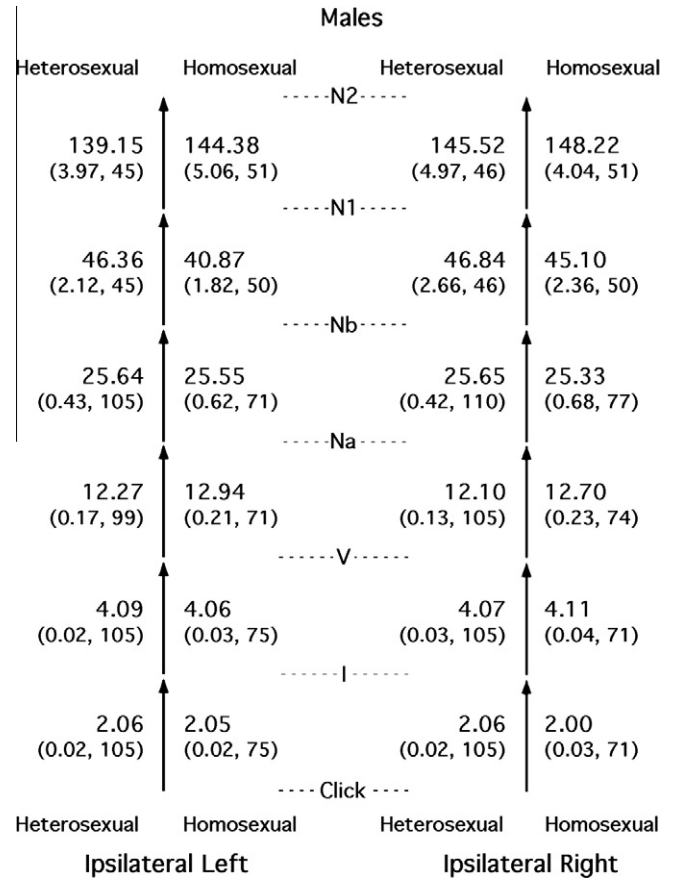 Males
Heterosexual Homosexual Heterosexual Homosexual
-----N2-----
139.15 144.38 145.52 148.22
(3.97, 45) (5.06, 51) (4.97, 46) (4.04, 51)
-----N1-----
46.36 40.87 46.84 45.10
(2.12, 45) (1.82, 50) (2.66, 46) (2.36, 50)
-----Nb-----
25.64 25.55 25.65 25.33
(0.43, 105) (0.62, 71) (0.42, 110) (0.68, 77)
-----Na-----
12.27 12.94 12.10 12.70
(0.17, 99) (0.21, 71) (0.13, 105) (0.23, 74)
------V------
4.09 4.06 4.07 4.11
(0.02, 105) (0.03, 75) (0.03, 105) (0.04, 71)
------I------
2.06 2.05 2.06 2.00
(0.02, 105) (0.02, 75) (0.02, 105) (0.03, 71)
----Click----
Heterosexual Homosexual Heterosexual Homosexual
Ipsilateral Left Ipsilateral Right